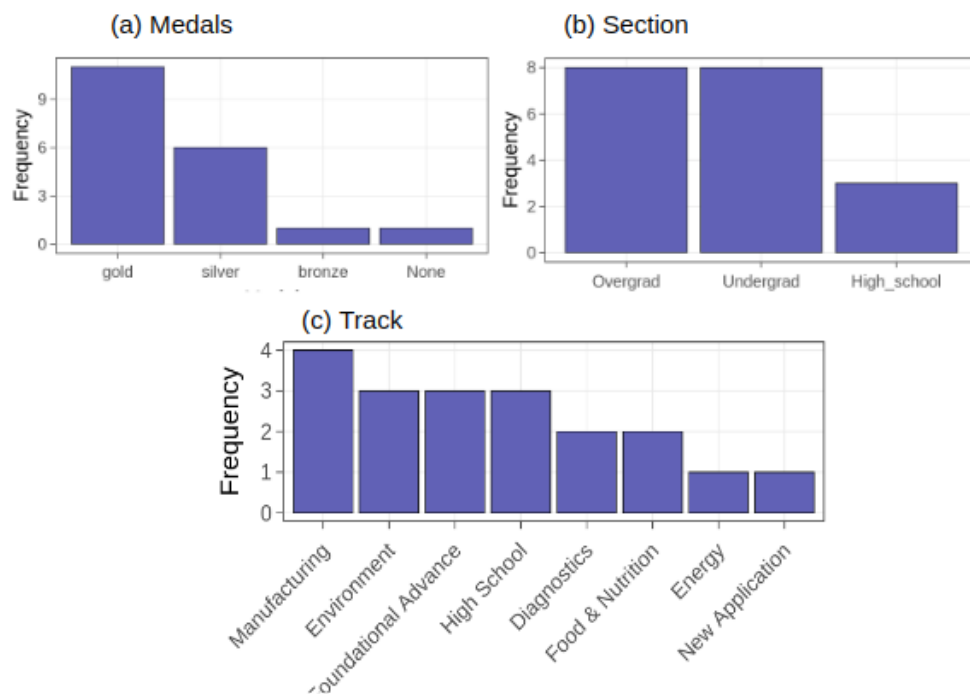 (a) Medals
Frequency
9
6
3
0
gold silver bronze None
(b) Section
Frequency
8
6
4
2
0
Overgrad Undergrad High_school
(c) Track
Frequency
4
3
2
1
0
Manufacturing
Environment
Foundational Advance
High School
Diagnostics
Food & Nutrition
Energy
New Application